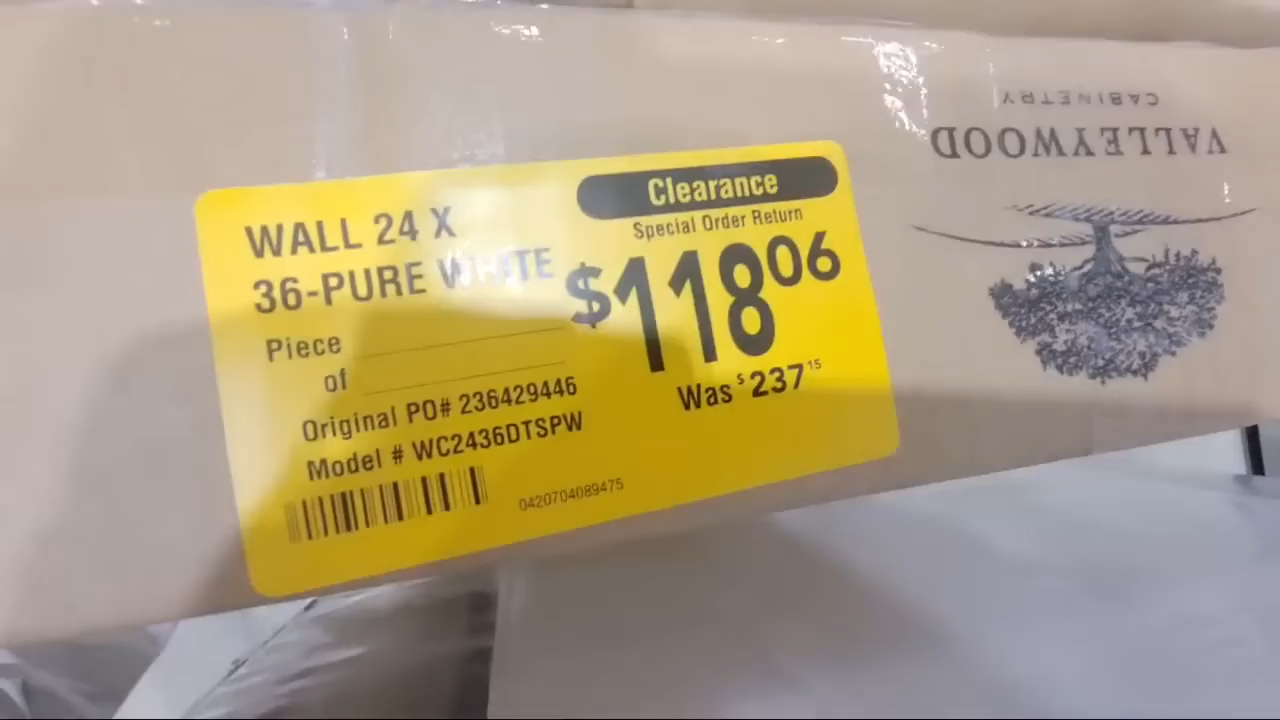 WALL 24 X
36-PURE WHITE
Piece
of
Original PO# 236429446
Model # WC2436DTSPW
0420704089475
Clearance
Special Order Return
$118 06
Was $237 15
VALLEYWOOD
CABINETRY